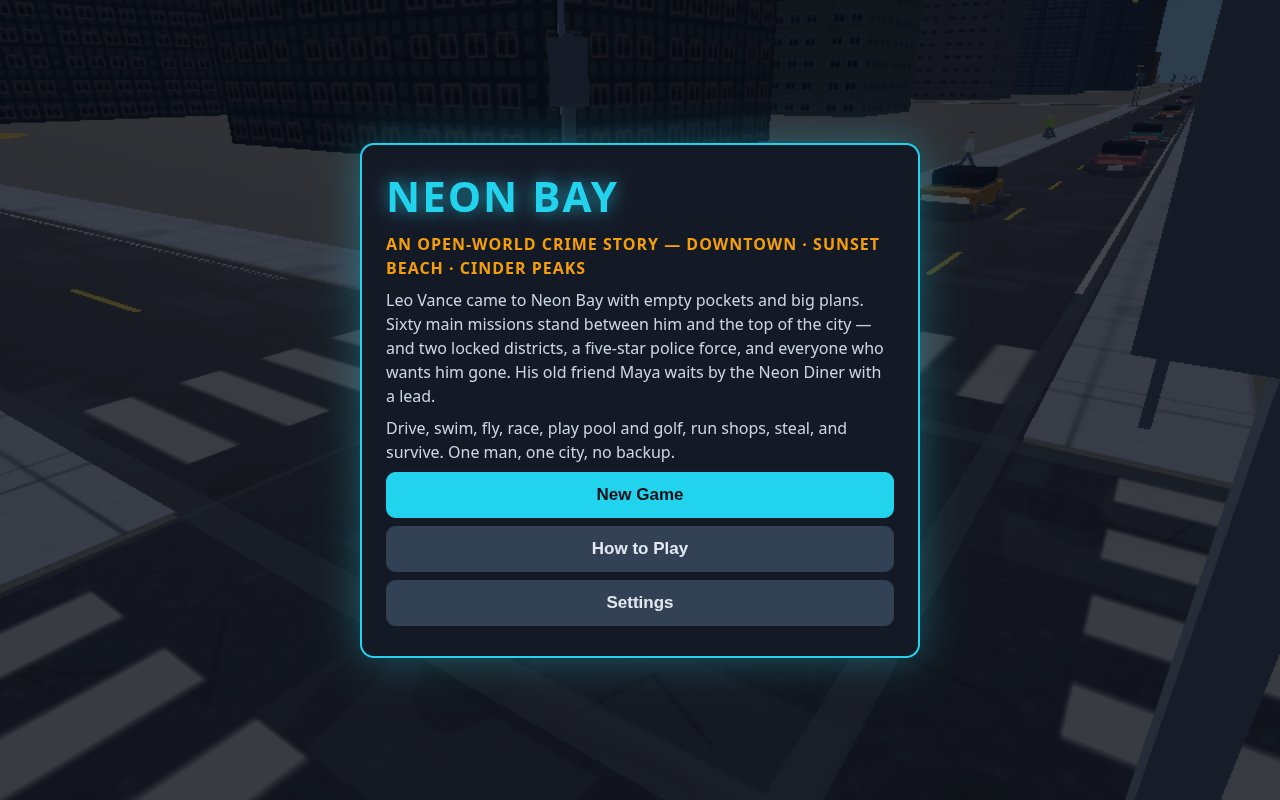 NEON BAY
AN OPEN-WORLD CRIME STORY — DOWNTOWN · SUNSET
BEACH · CINDER PEAKS
Leo Vance came to Neon Bay with empty pockets and big plans.
Sixty main missions stand between him and the top of the city —
and two locked districts, a five-star police force, and everyone who
wants him gone. His old friend Maya waits by the Neon Diner with
a lead.
Drive, swim, fly, race, play pool and golf, run shops, steal, and
survive. One man, one city, no backup.
New Game
How to Play
Settings